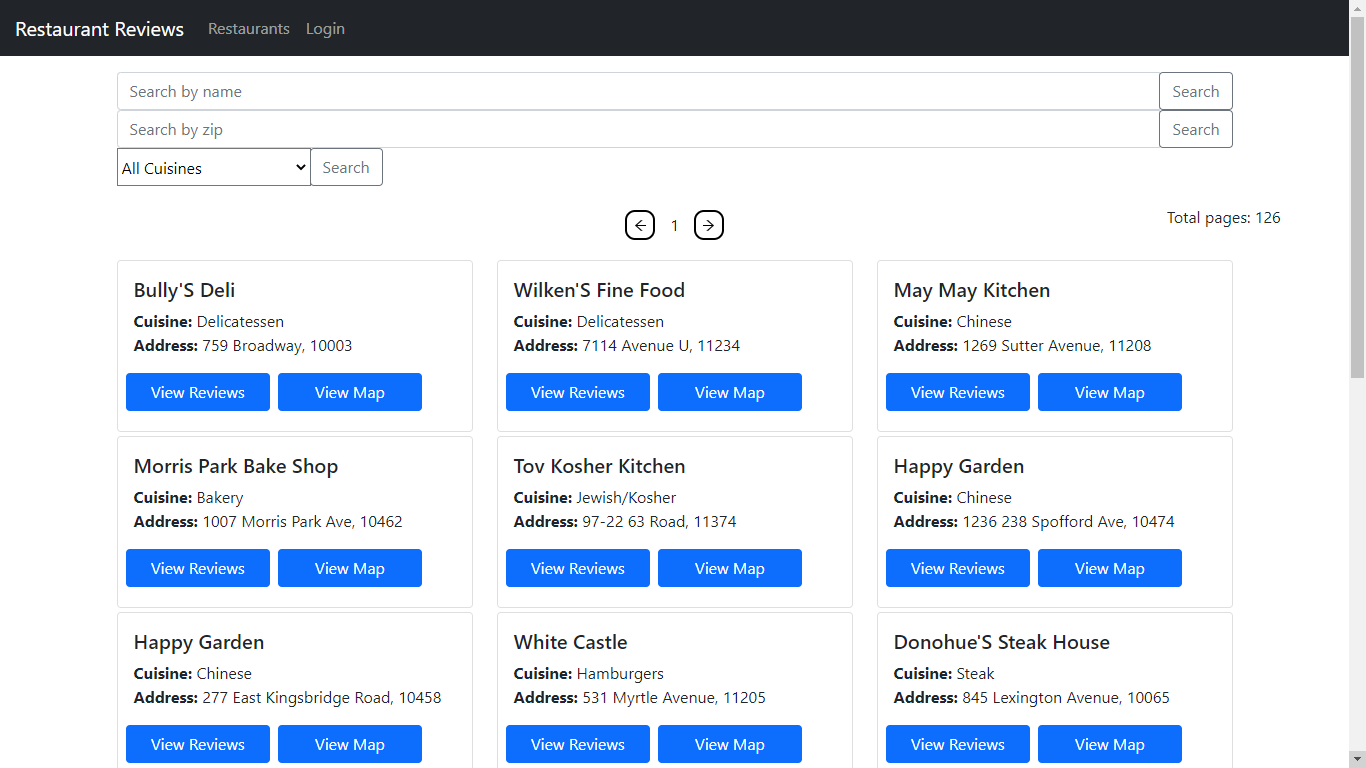 Restaurant Reviews Restaurants Login
Search by name Search
Search by zip Search
All Cuisines Search
1 Total pages: 126
Bully'S Deli
Cuisine: Delicatessen
Address: 759 Broadway, 10003
View Reviews View Map
Wilken'S Fine Food
Cuisine: Delicatessen
Address: 7114 Avenue U, 11234
View Reviews View Map
May May Kitchen
Cuisine: Chinese
Address: 1269 Sutter Avenue, 11208
View Reviews View Map
Morris Park Bake Shop
Cuisine: Bakery
Address: 1007 Morris Park Ave, 10462
View Reviews View Map
Tov Kosher Kitchen
Cuisine: Jewish/Kosher
Address: 97-22 63 Road, 11374
View Reviews View Map
Happy Garden
Cuisine: Chinese
Address: 1236 238 Spofford Ave, 10474
View Reviews View Map
Happy Garden
Cuisine: Chinese
Address: 277 East Kingsbridge Road, 10458
View Reviews View Map
White Castle
Cuisine: Hamburgers
Address: 531 Myrtle Avenue, 11205
View Reviews View Map
Donohue'S Steak House
Cuisine: Steak
Address: 845 Lexington Avenue, 10065
View Reviews View Map